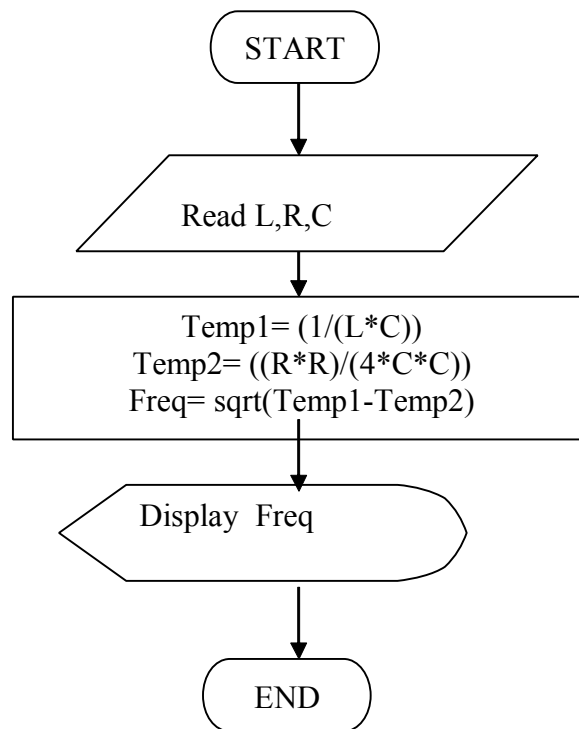 START
Read L,R,C
Temp1= (1/(L*C))
Temp2= ((R*R)/(4*C*C))
Freq= sqrt(Temp1-Temp2)
Display Freq
END